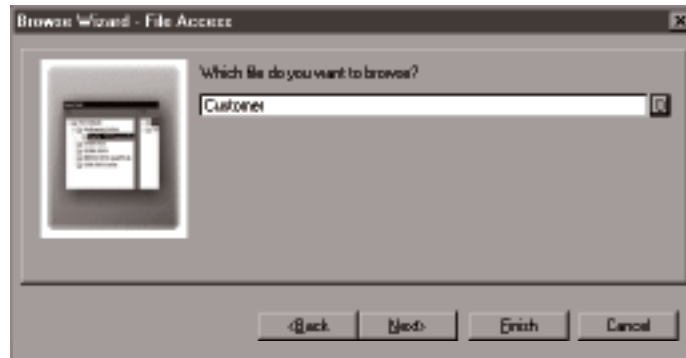 Browse Wizard - File Access
Which file do you want to browse?
Customer
<Back Next> Finish Cancel